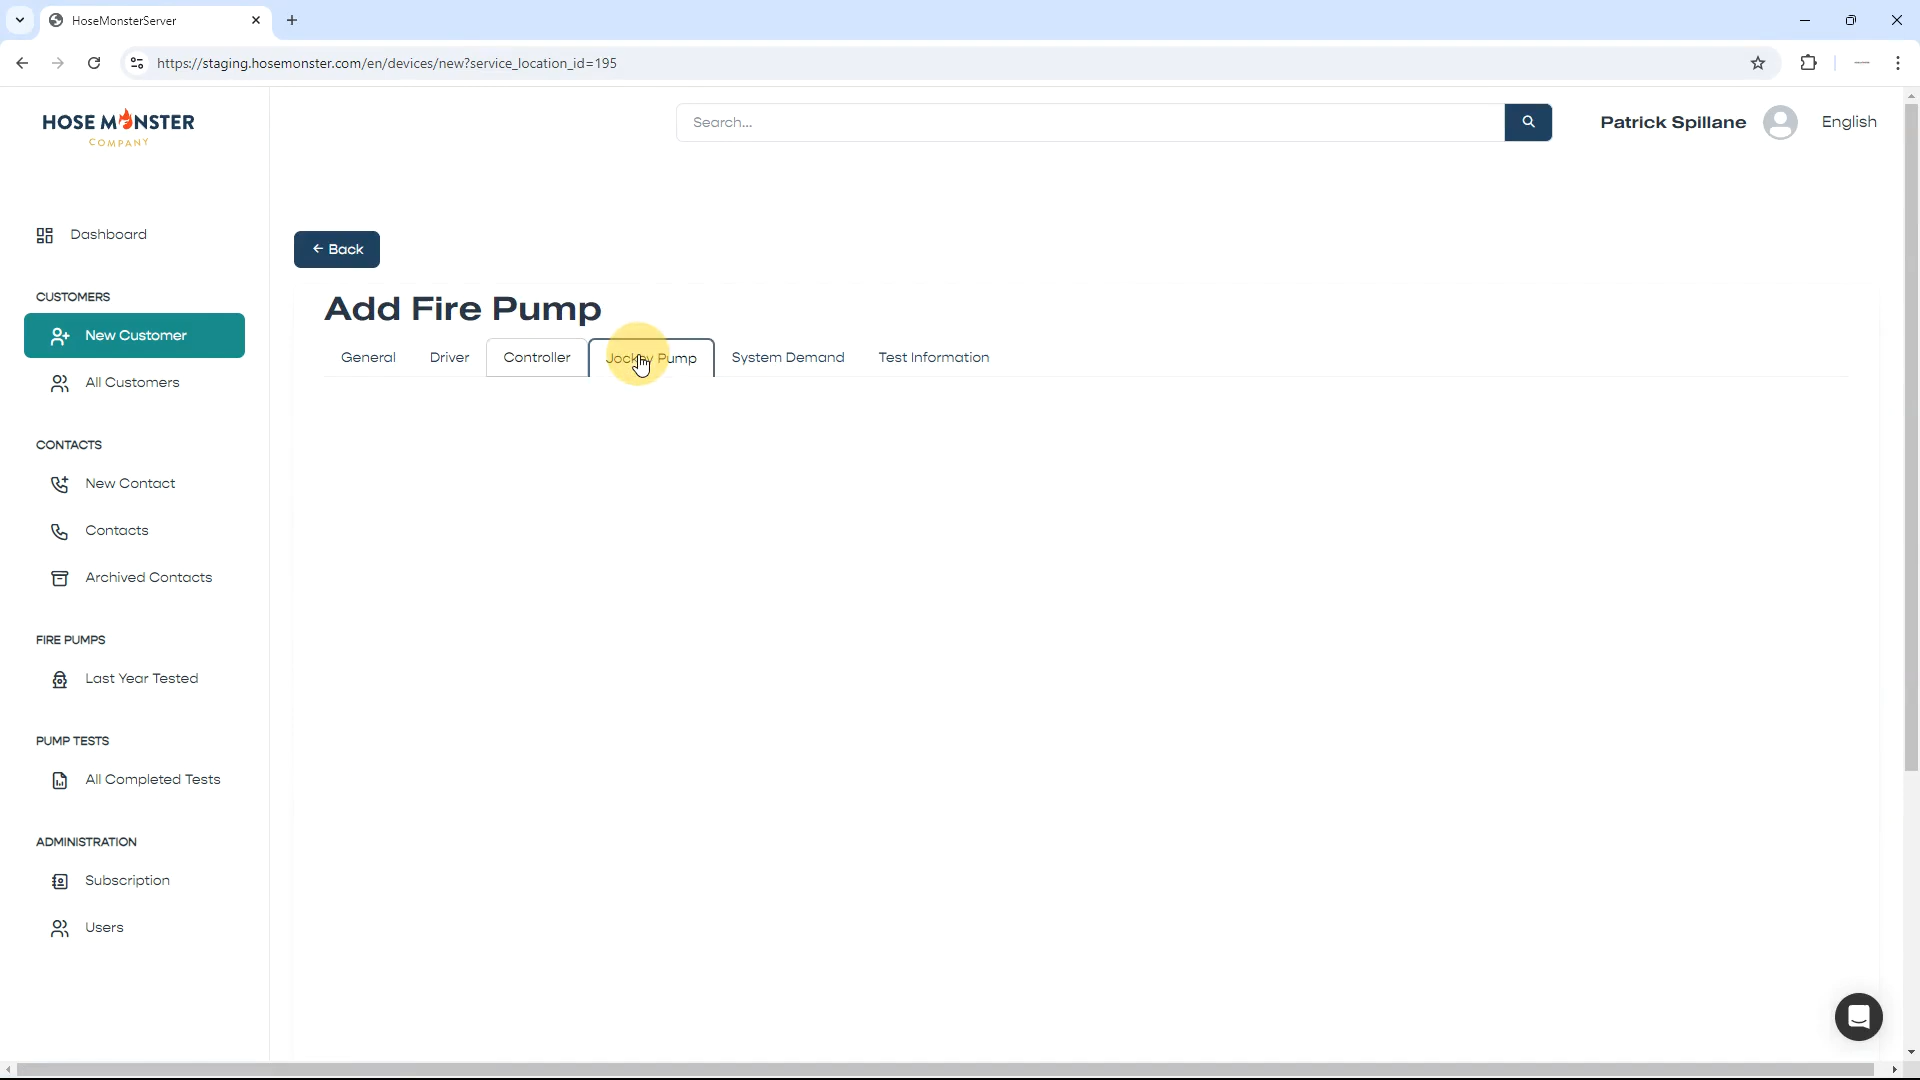 HoseMonsterServer
https://staging.hosemonster.com/en/devices/new?service_location_id=195
HOSE MONSTER
COMPANY
Search...
Patrick Spillane
English
Dashboard
← Back
CUSTOMERS
Add Fire Pump
New Customer
General
Driver
Controller
Jockey Pump
System Demand
Test Information
All Customers
CONTACTS
New Contact
Contacts
Archived Contacts
FIRE PUMPS
Last Year Tested
PUMP TESTS
All Completed Tests
ADMINISTRATION
Subscription
Users